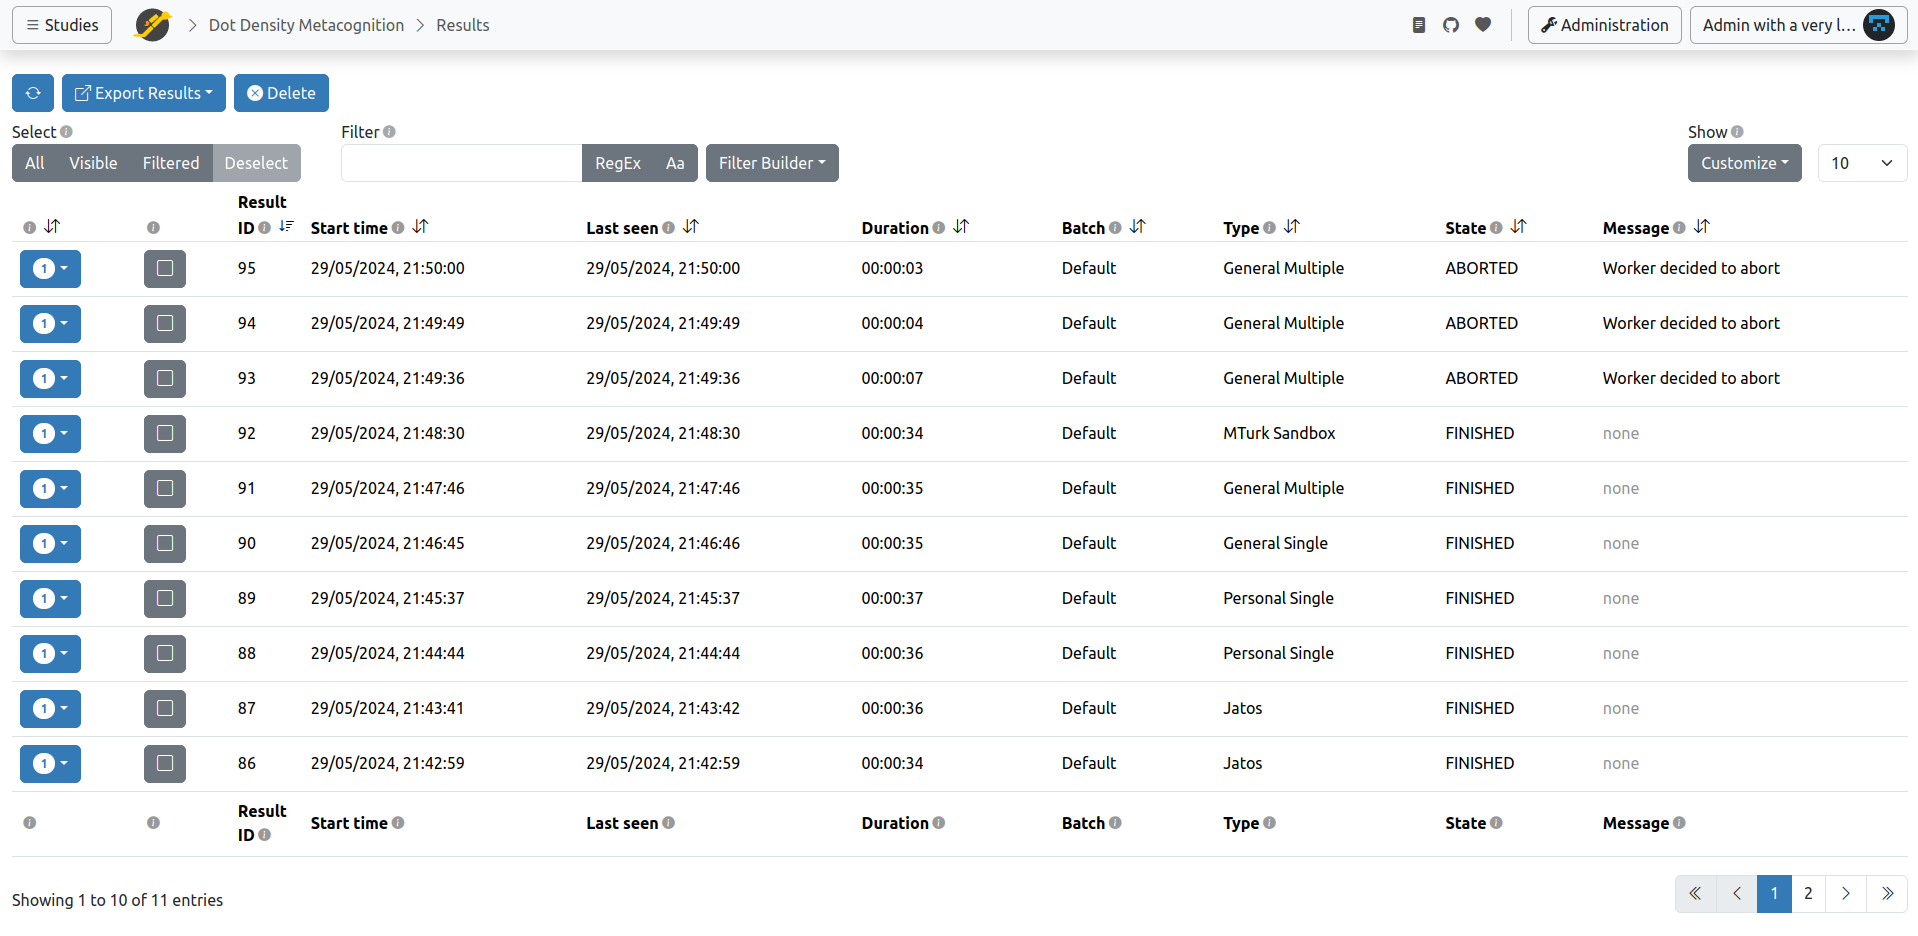 Studies Dot Density Metacognition Results Administration Admin with a very l...
Export Results Delete
Select Filter Show
All Visible Filtered Deselect RegEx Aa Filter Builder Customize 10
Result ID Start time Last seen Duration Batch Type State Message
1 95 29/05/2024, 21:50:00 29/05/2024, 21:50:00 00:00:03 Default General Multiple ABORTED Worker decided to abort
1 94 29/05/2024, 21:49:49 29/05/2024, 21:49:49 00:00:04 Default General Multiple ABORTED Worker decided to abort
1 93 29/05/2024, 21:49:36 29/05/2024, 21:49:36 00:00:07 Default General Multiple ABORTED Worker decided to abort
1 92 29/05/2024, 21:48:30 29/05/2024, 21:48:30 00:00:34 Default MTurk Sandbox FINISHED none
1 91 29/05/2024, 21:47:46 29/05/2024, 21:47:46 00:00:35 Default General Multiple FINISHED none
1 90 29/05/2024, 21:46:45 29/05/2024, 21:46:46 00:00:35 Default General Single FINISHED none
1 89 29/05/2024, 21:45:37 29/05/2024, 21:45:37 00:00:37 Default Personal Single FINISHED none
1 88 29/05/2024, 21:44:44 29/05/2024, 21:44:44 00:00:36 Default Personal Single FINISHED none
1 87 29/05/2024, 21:43:41 29/05/2024, 21:43:42 00:00:36 Default Jatos FINISHED none
1 86 29/05/2024, 21:42:59 29/05/2024, 21:42:59 00:00:34 Default Jatos FINISHED none
Result ID Start time Last seen Duration Batch Type State Message
Showing 1 to 10 of 11 entries « ‹ 1 2 › »